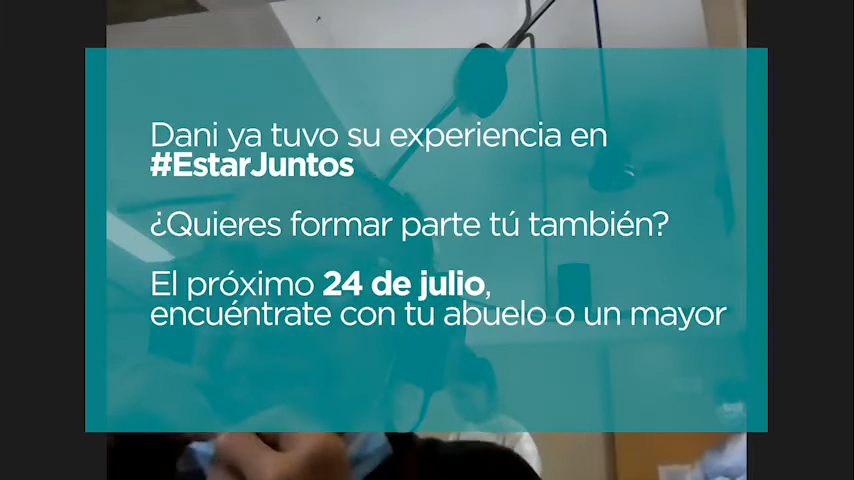 Dani ya tuvo su experiencia en
#EstarJuntos
¿Quieres formar parte tú también?
El próximo 24 de julio,
encuéntrate con tu abuelo o un mayor